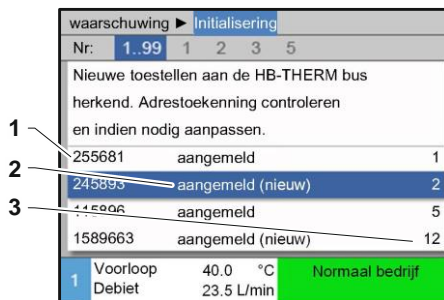 waarschuwing ► Initialisering
Nr: 1..99 1 2 3 5
Nieuwe toestellen aan de HB-THERM bus
herkend. Adrestoekenning controleren
en indien nodig aanpassen.
1
255681 aangemeld 1
2
245893 aangemeld (nieuw) 2
3
115896 aangemeld 5
1589663 aangemeld (nieuw) 12
1 Voorloop 40.0 °C Normaal bedrijf
Debiet 23.5 L/min